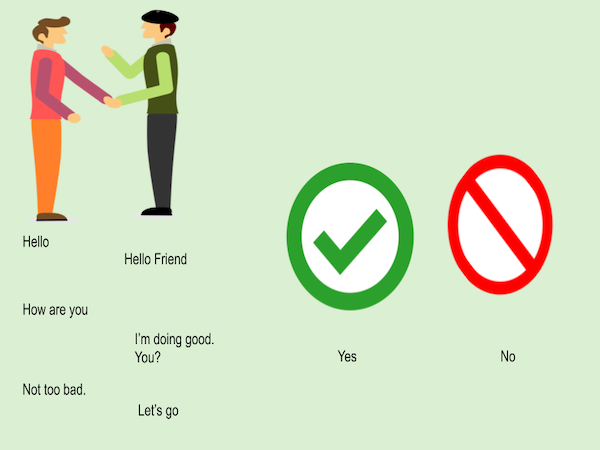 Hello
Hello Friend
How are you
I'm doing good.
You?
Not too bad.
Let's go
Yes
No